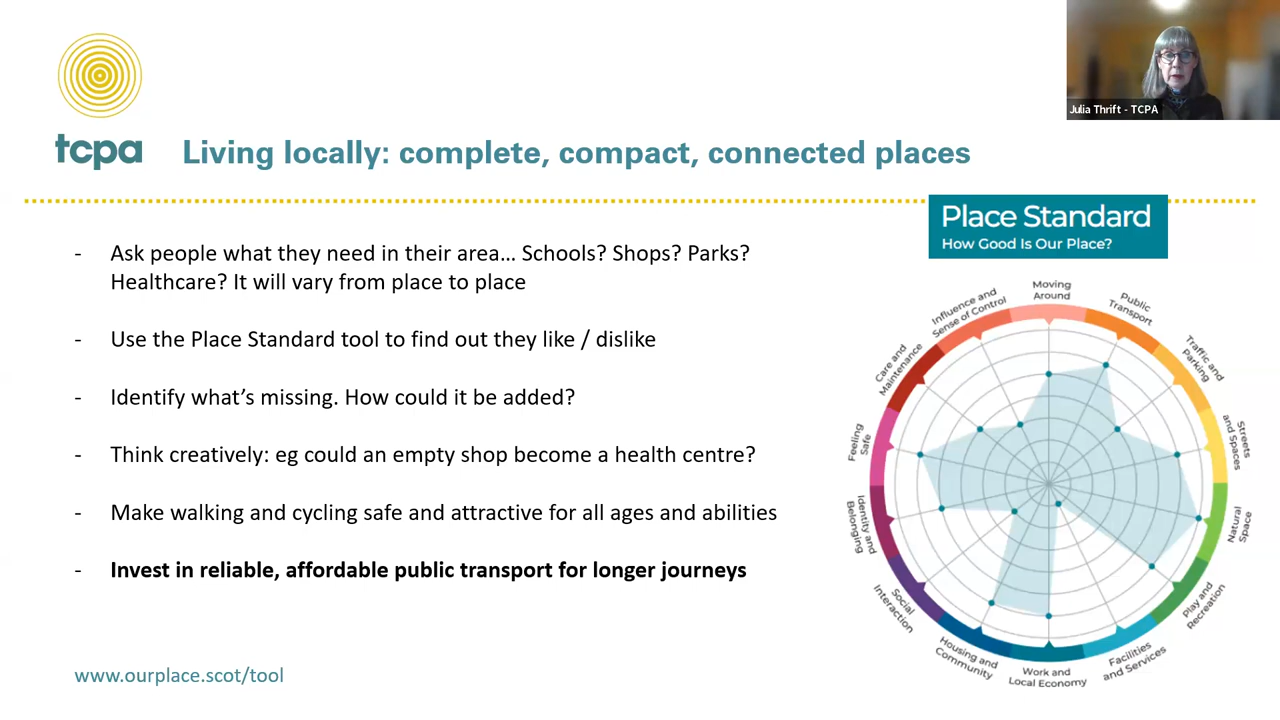 Julia Thrift - TCPA
tcpa
Living locally: complete, compact, connected places
Place Standard
How Good Is Our Place?
- Ask people what they need in their area… Schools? Shops? Parks?
Healthcare? It will vary from place to place
- Use the Place Standard tool to find out they like / dislike
- Identify what’s missing. How could it be added?
- Think creatively: eg could an empty shop become a health centre?
- Make walking and cycling safe and attractive for all ages and abilities
- Invest in reliable, affordable public transport for longer journeys
www.ourplace.scot/tool
Moving
Around
Public
Transport
Traffic and
Parking
Streets
and Spaces
Natural
Space
Play and
Recreation
Facilities
and Services
Work and
Local Economy
Housing and
Community
Social
Interaction
Identity and
Belonging
Feeling
Safe
Care and
Maintenance
Influence and
Sense of Control